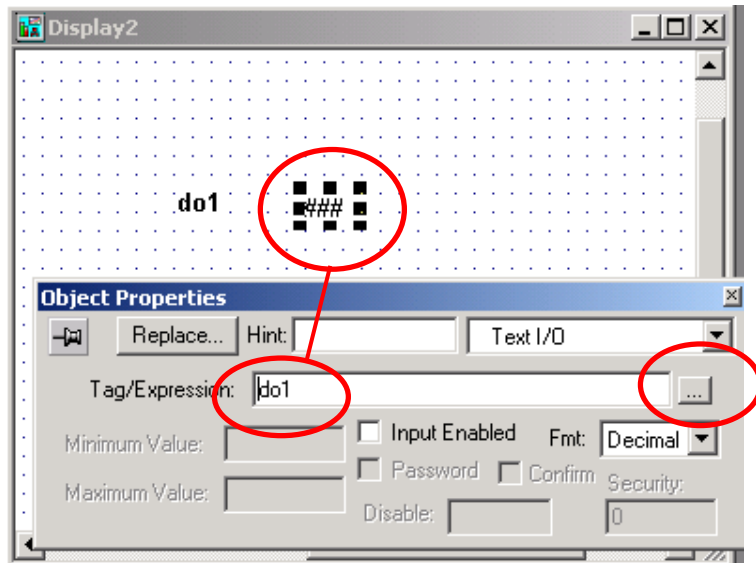 Display2
do1 ###
Object Properties
Replace... Hint: Text I/O
Tag/Expression: do1 ...
Minimum Value: Input Enabled Fmt: Decimal
Password Confirm Security:
Maximum Value: Disable: 0